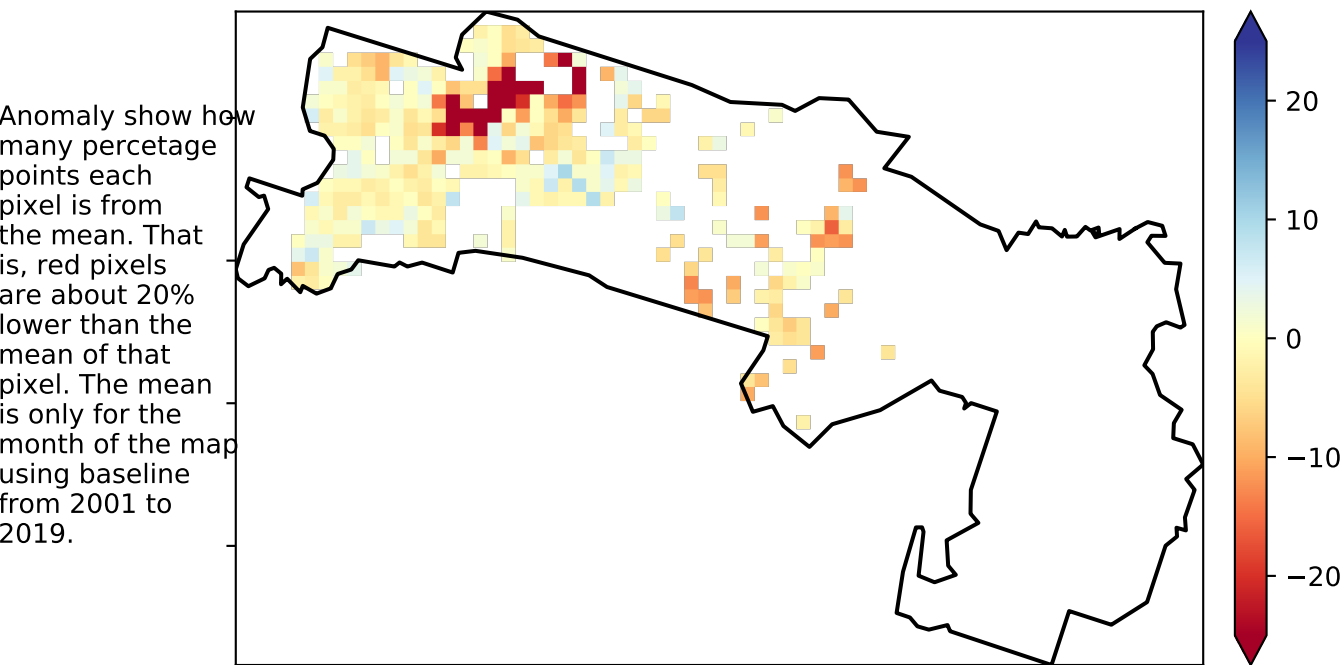 Anomaly show how
many percetage
points each
pixel is from
the mean. That
is, red pixels
are about 20%
lower than the
mean of that
pixel. The mean
is only for the
month of the map
using baseline
from 2001 to
2019.
20
10
0
−10
−20